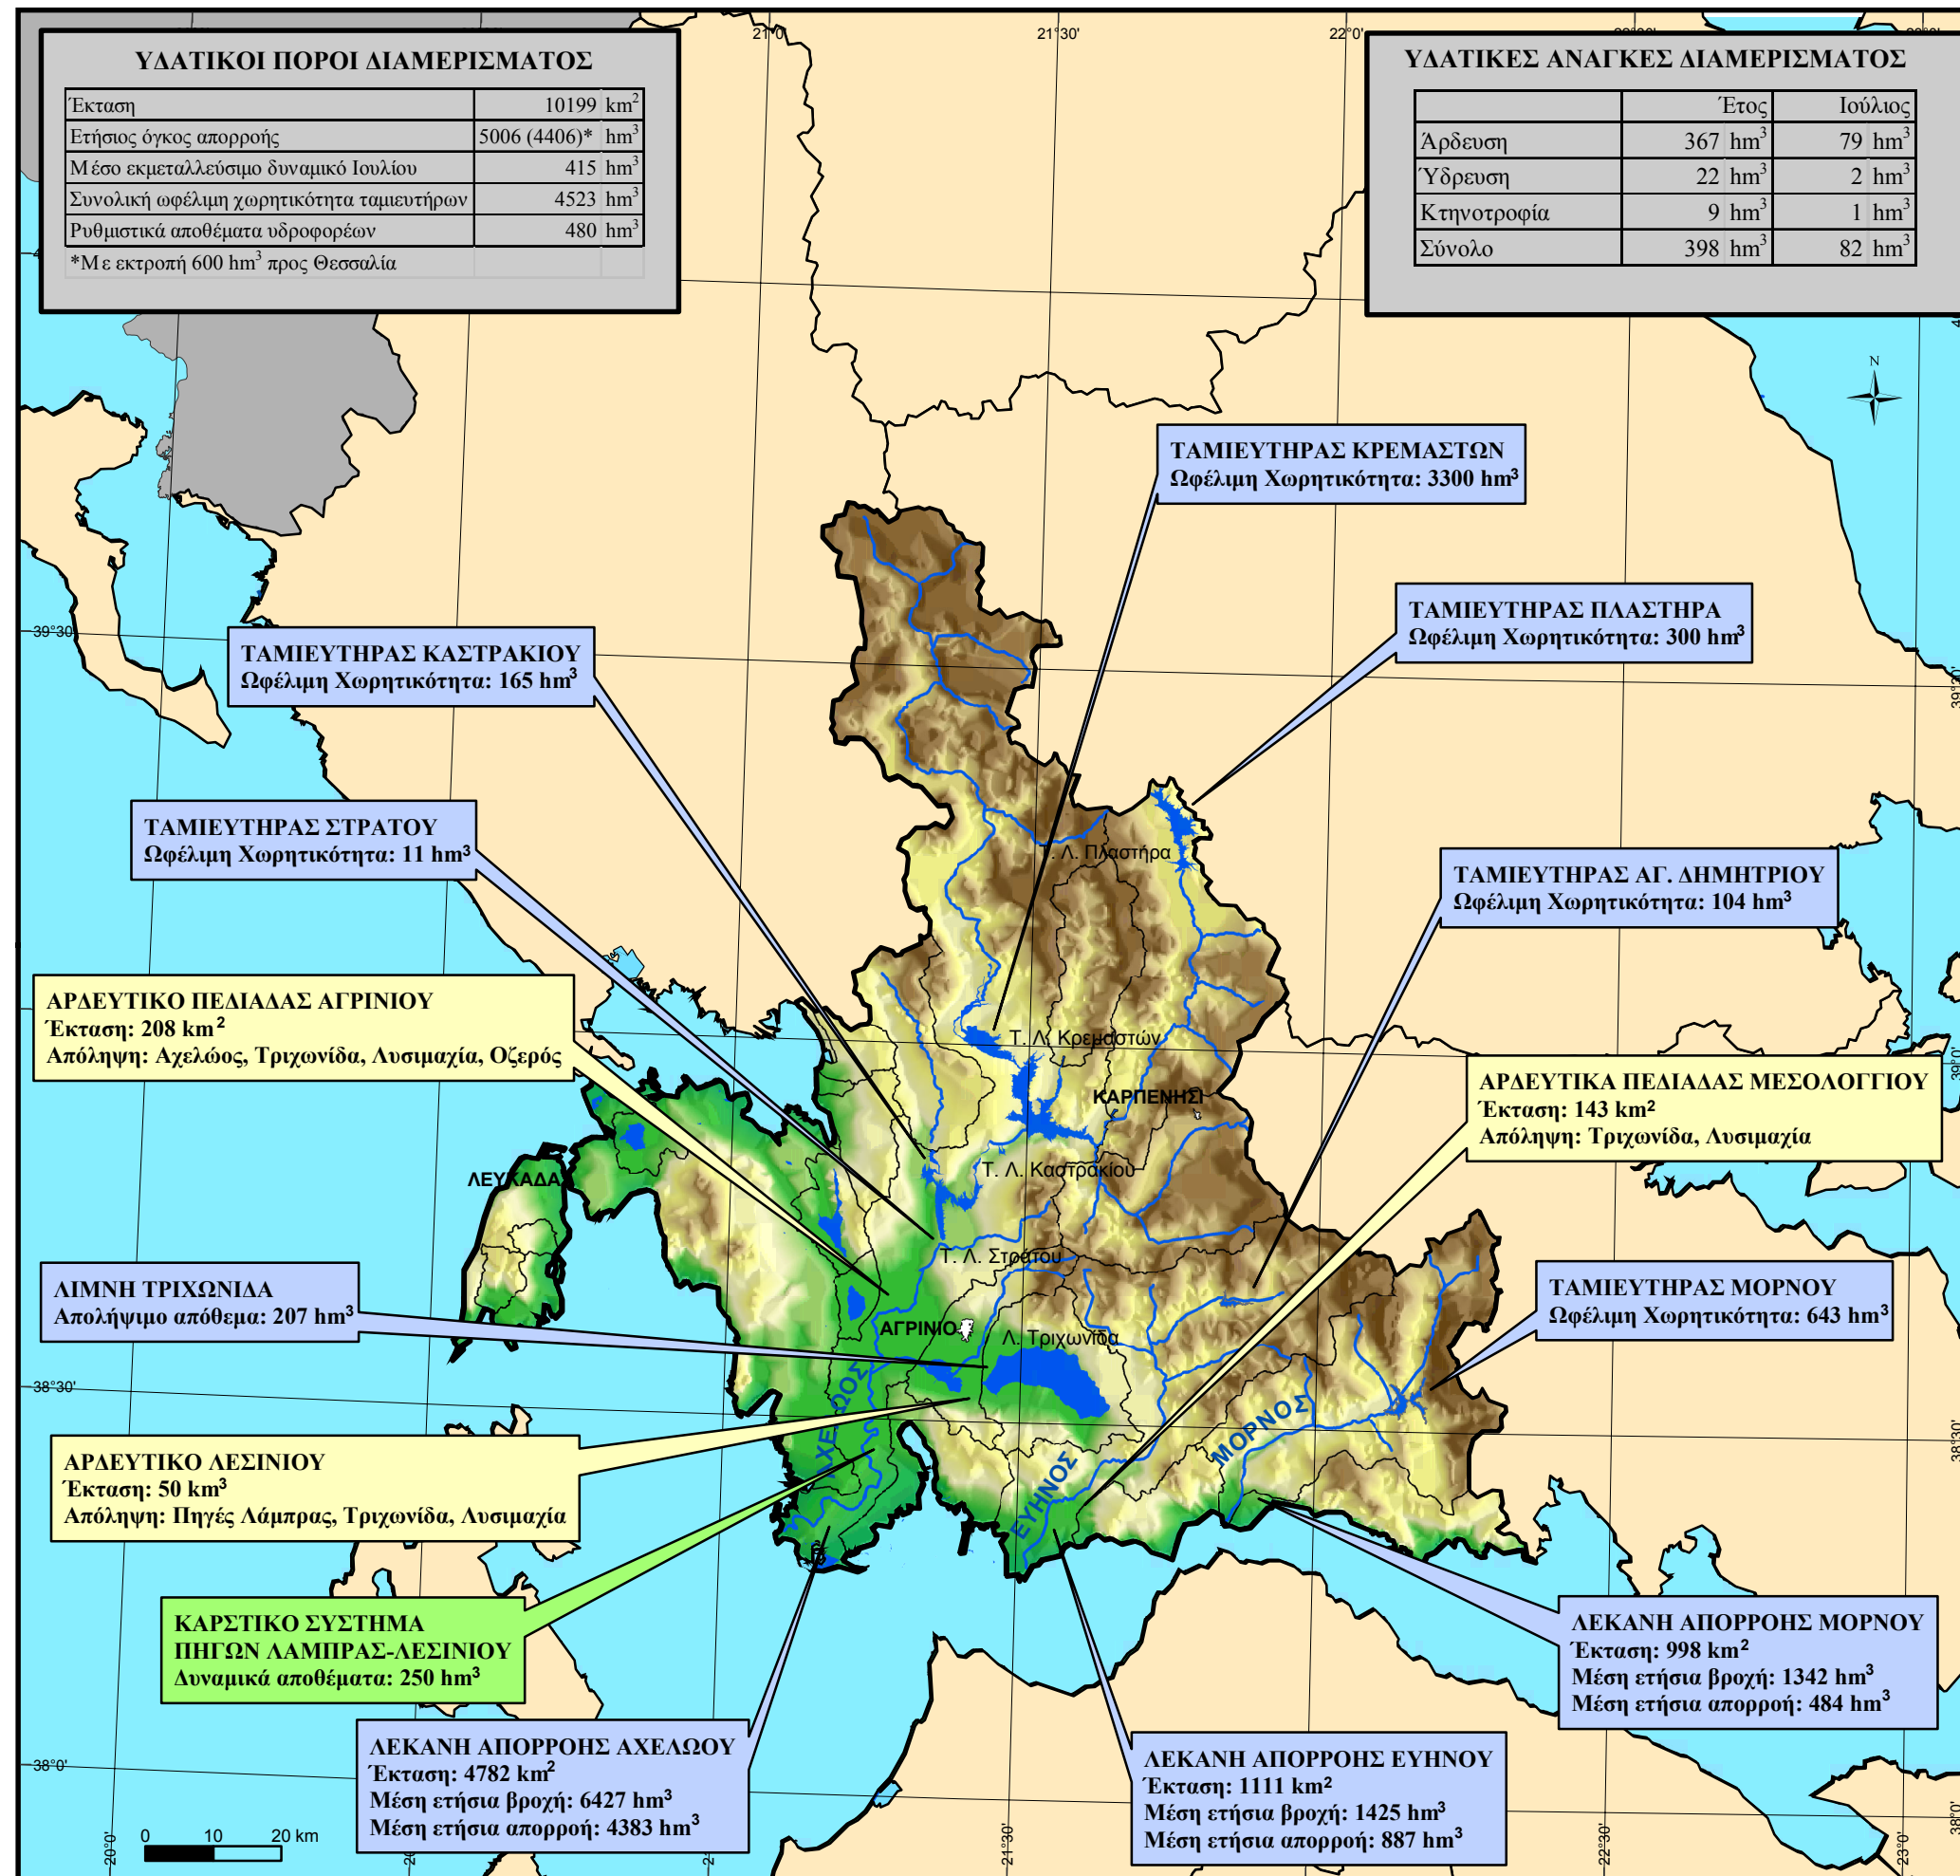 ΥΔΑΤΙΚΟΙ ΠΟΡΟΙ ΔΙΑΜΕΡΙΣΜΑΤΟΣ
Έκταση 10199 km²
Ετήσιος όγκος απορροής 5006 (4406)* hm³
Μέσο εκμεταλλεύσιμο δυναμικό Ιουλίου 415 hm³
Συνολική ωφέλιμη χωρητικότητα ταμιευτήρων 4523 hm³
Ρυθμιστικά αποθέματα υδροφορέων 480 hm³
*Με εκτροπή 600 hm³ προς Θεσσαλία
ΥΔΑΤΙΚΕΣ ΑΝΑΓΚΕΣ ΔΙΑΜΕΡΙΣΜΑΤΟΣ
Έτος Ιούλιος
Άρδευση 367 hm³ 79 hm³
Ύδρευση 22 hm³ 2 hm³
Κτηνοτροφία 9 hm³ 1 hm³
Σύνολο 398 hm³ 82 hm³
21°0'
21°30'
22°0'
N
ΤΑΜΙΕΥΤΗΡΑΣ ΚΡΕΜΑΣΤΩΝ
Ωφέλιμη Χωρητικότητα: 3300 hm³
ΤΑΜΙΕΥΤΗΡΑΣ ΠΛΑΣΤΗΡΑ
Ωφέλιμη Χωρητικότητα: 300 hm³
39°30'
39°30'
ΤΑΜΙΕΥΤΗΡΑΣ ΚΑΣΤΡΑΚΙΟΥ
Ωφέλιμη Χωρητικότητα: 165 hm³
ΤΑΜΙΕΥΤΗΡΑΣ ΣΤΡΑΤΟΥ
Ωφέλιμη Χωρητικότητα: 11 hm³
Τ. Λ. Πλαστήρα
ΤΑΜΙΕΥΤΗΡΑΣ ΑΓ. ΔΗΜΗΤΡΙΟΥ
Ωφέλιμη Χωρητικότητα: 104 hm³
ΑΡΔΕΥΤΙΚΟ ΠΕΔΙΑΔΑΣ ΑΓΡΙΝΙΟΥ
Έκταση: 208 km²
Απόληψη: Αχελώος, Τριχωνίδα, Λυσιμαχία, Οζερός
Τ. Λ. Κρεμαστών
39°0'
ΚΑΡΠΕΝΗΣΙ
ΑΡΔΕΥΤΙΚΑ ΠΕΔΙΑΔΑΣ ΜΕΣΟΛΟΓΓΙΟΥ
Έκταση: 143 km²
Απόληψη: Τριχωνίδα, Λυσιμαχία
ΛΕΥΚΑΔΑ
Τ. Λ. Καστρακίου
Τ. Λ. Στράτου
ΛΙΜΝΗ ΤΡΙΧΩΝΙΔΑ
Απολήψιμο απόθεμα: 207 hm³
ΤΑΜΙΕΥΤΗΡΑΣ ΜΟΡΝΟΥ
Ωφέλιμη Χωρητικότητα: 643 hm³
ΑΓΡΙΝΙΟ
Λ. Τριχωνίδα
38°30'
38°30'
ΑΧΕΛΩΟΣ
ΕΥΗΝΟΣ
ΜΟΡΝΟΣ
ΑΡΔΕΥΤΙΚΟ ΛΕΣΙΝΙΟΥ
Έκταση: 50 km³
Απόληψη: Πηγές Λάμπρας, Τριχωνίδα, Λυσιμαχία
ΚΑΡΣΤΙΚΟ ΣΥΣΤΗΜΑ
ΠΗΓΩΝ ΛΑΜΠΡΑΣ-ΛΕΣΙΝΙΟΥ
Δυναμικά αποθέματα: 250 hm³
ΛΕΚΑΝΗ ΑΠΟΡΡΟΗΣ ΜΟΡΝΟΥ
Έκταση: 998 km²
Μέση ετήσια βροχή: 1342 hm³
Μέση ετήσια απορροή: 484 hm³
ΛΕΚΑΝΗ ΑΠΟΡΡΟΗΣ ΑΧΕΛΩΟΥ
Έκταση: 4782 km²
Μέση ετήσια βροχή: 6427 hm³
Μέση ετήσια απορροή: 4383 hm³
ΛΕΚΑΝΗ ΑΠΟΡΡΟΗΣ ΕΥΗΝΟΥ
Έκταση: 1111 km²
Μέση ετήσια βροχή: 1425 hm³
Μέση ετήσια απορροή: 887 hm³
38°0'
38°0'
0 10 20 km
20°0'
21°30'
22°30'
23°0'